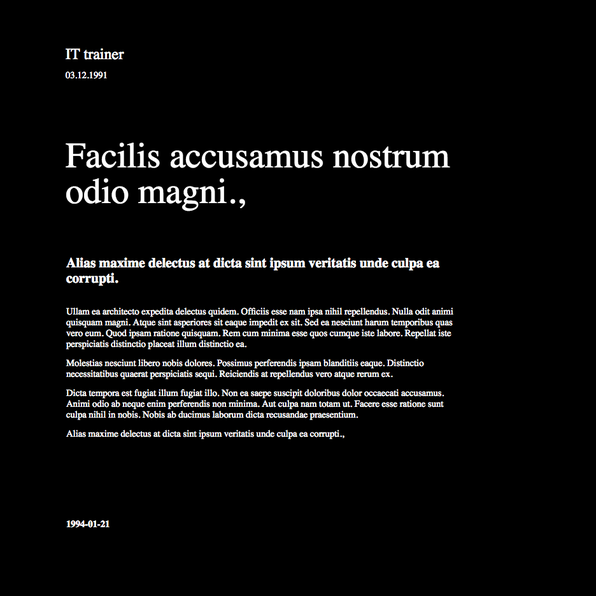 IT trainer
03.12.1991
Facilis accusamus nostrum
odio magni.,
Alias maxime delectus at dicta sint ipsum veritatis unde culpa ea
corrupti.
Ullam ea architecto expedita delectus quidem. Officiis esse nam ipsa nihil repellendus. Nulla odit animi
quisquam magni. Atque sint asperiores sit eaque impedit ex sit. Sed ea nesciunt harum temporibus quas
vero eum. Quod ipsam ratione quisquam. Rem cum minima esse quos cumque iste labore. Repellat iste
perspiciatis distinctio placeat illum distinctio ea.
Molestias nesciunt libero nobis dolores. Possimus perferendis ipsam blanditiis eaque. Distinctio
necessitatibus quaerat perspiciatis sequi. Reiciendis at repellendus vero atque rerum ex.
Dicta tempora est fugiat illum fugiat illo. Non ea saepe suscipit doloribus dolor occaecati accusamus.
Animi odio ab neque enim perferendis non minima. Aut culpa nam totam ut. Facere esse ratione sunt
culpa nihil in nobis. Nobis ab ducimus laborum dicta recusandae praesentium.
Alias maxime delectus at dicta sint ipsum veritatis unde culpa ea corrupti.,
1994-01-21